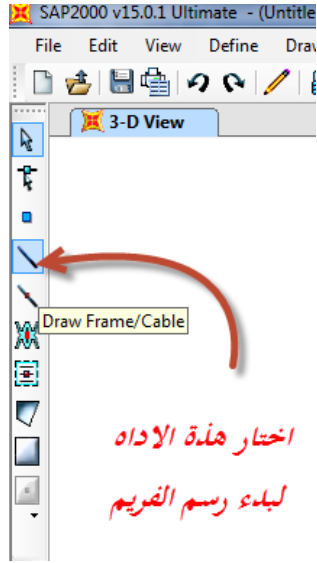 SAP2000 v15.0.1 Ultimate - (Untitle
File Edit View Define Drav
3-D View
Draw Frame/Cable
اختار هذة الاداه
لبدء رسم الفريم